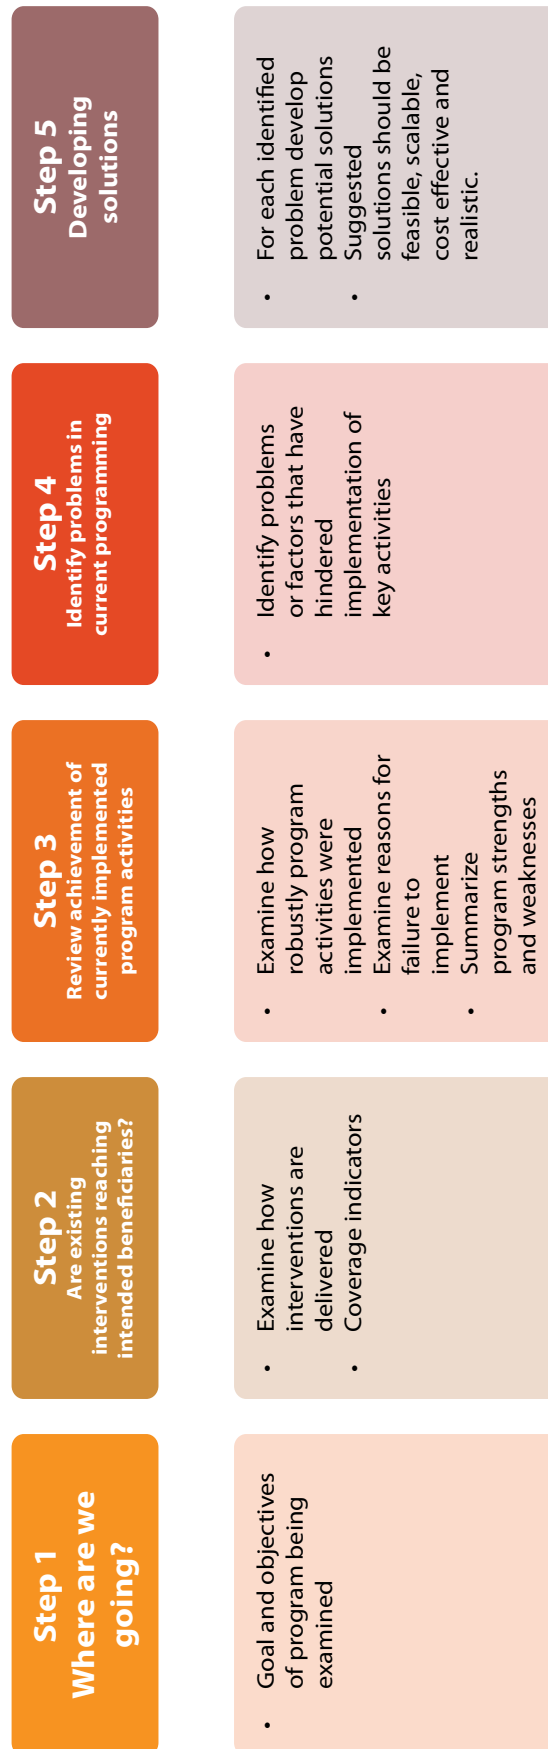 Step 1
Where are we
going?
• Goal and objectives
of program being
examined
Step 2
Are existing
interventions reaching
intended beneficiaries?
• Examine how
interventions are
delivered
• Coverage indicators
Step 3
Review achievement of
currently implemented
program activities
• Examine how
robustly program
activities were
implemented
• Examine reasons for
failure to
implement
• Summarize
program strengths
and weaknesses
Step 4
Identify problems in
current programming
• Identify problems
or factors that have
hindered
implementation of
key activities
Step 5
Developing
solutions
• For each identified
problem develop
potential solutions
• Suggested
solutions should be
feasible, scalable,
cost effective and
realistic.